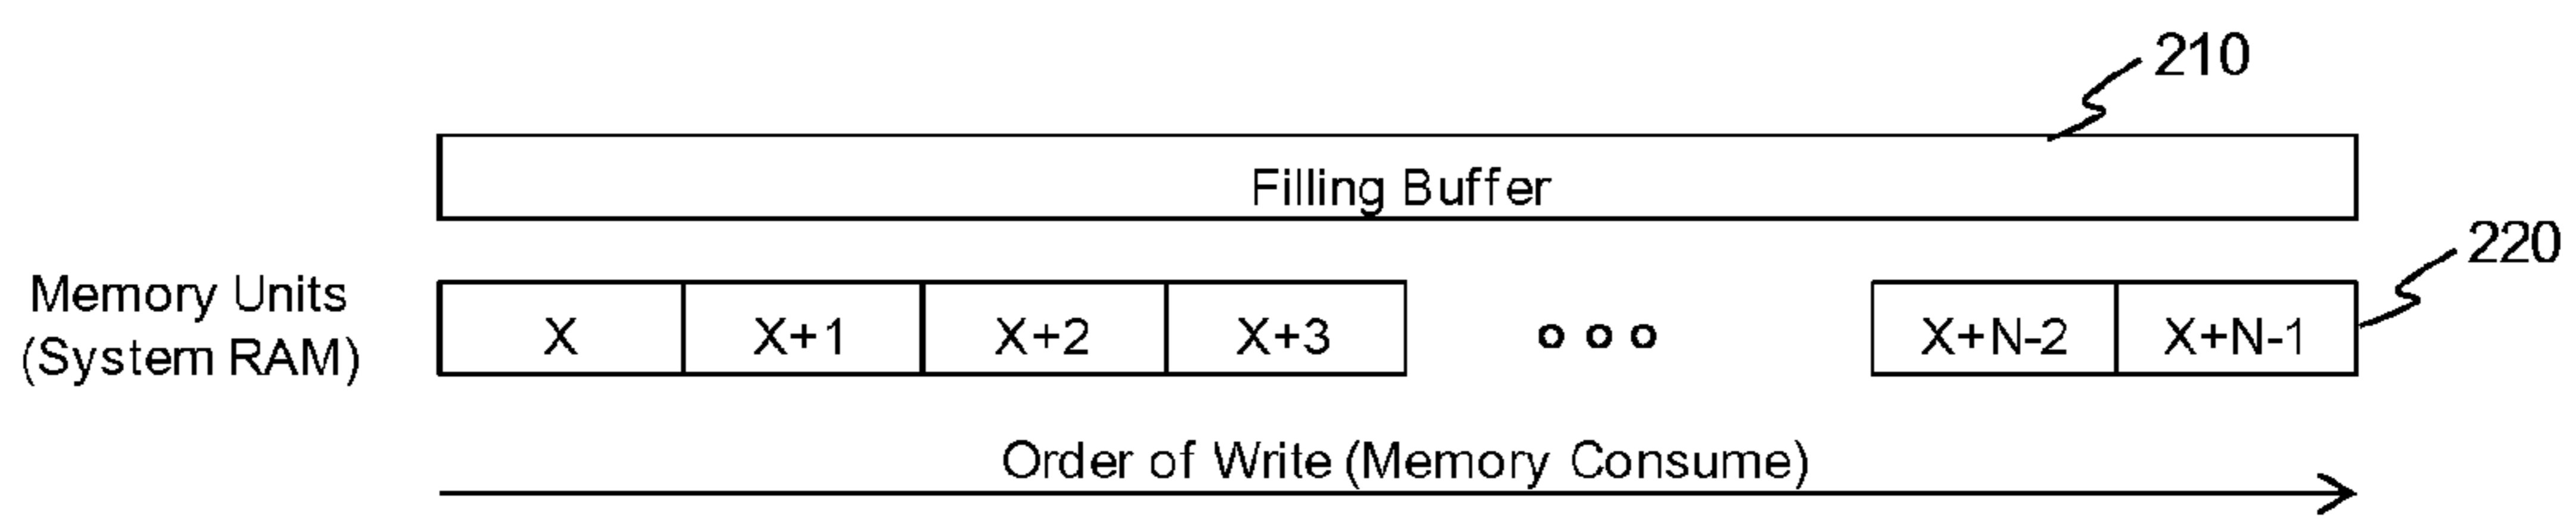 210
Filling Buffer
220
Memory Units
(System RAM)
X X+1 X+2 X+3 X+N-2 X+N-1
Order of Write (Memory Consume)